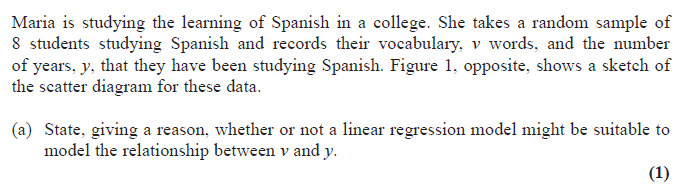 Maria is studying the learning of Spanish in a college. She takes a random sample of
8 students studying Spanish and records their vocabulary, v words, and the number
of years, y, that they have been studying Spanish. Figure 1, opposite, shows a sketch of
the scatter diagram for these data.
(a) State, giving a reason, whether or not a linear regression model might be suitable to
model the relationship between v and y.
(1)